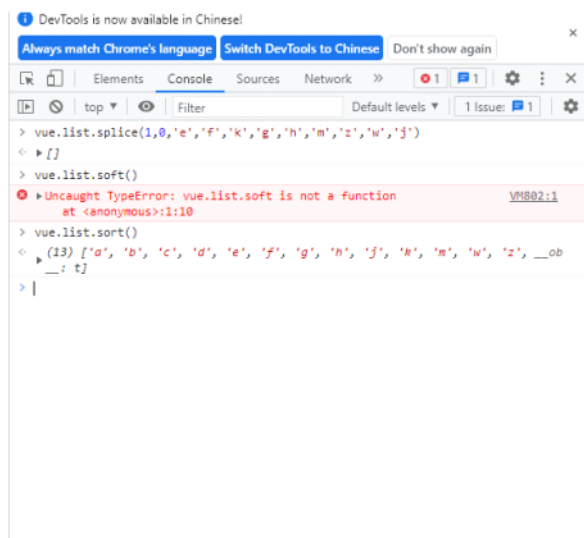 DevTools is now available in Chinese!
Always match Chrome's language Switch DevTools to Chinese Don't show again
Elements Console Sources Network » 1 1
top ▼ Filter Default levels ▼ 1 Issue: 1
> vue.list.splice(1,0,'e','f','k','g','h','m','z','w','j')
< ▶ []
> vue.list.soft()
▶ Uncaught TypeError: vue.list.soft is not a function VM802:1
at <anonymous>:1:10
> vue.list.sort()
< (13) ['a', 'b', 'c', 'd', 'e', 'f', 'g', 'h', 'j', 'k', 'm', 'w', 'z', __ob
▶ __: t]
>